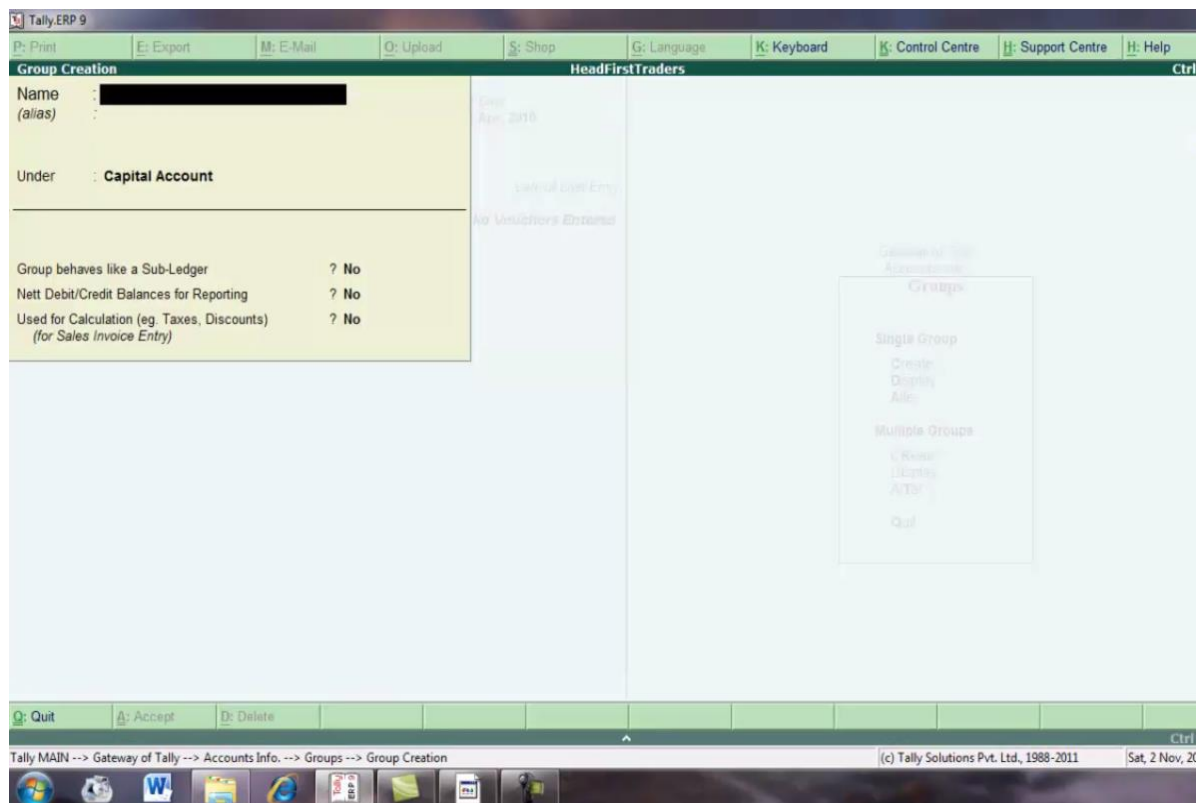 Tally.ERP 9
P: Print E: Export M: E-Mail O: Upload S: Shop G: Language K: Keyboard K: Control Centre H: Support Centre H: Help
Group Creation HeadFirstTraders Ctrl
Name :
(alias) :
Under : Capital Account
Group behaves like a Sub-Ledger ? No
Nett Debit/Credit Balances for Reporting ? No
Used for Calculation (eg. Taxes, Discounts) ? No
(for Sales Invoice Entry)
Vouchers Entered
Groups
Single Group
Create
Display
Alter
Multiple Groups
Create
Display
Alter
Quit
Q: Quit A: Accept D: Delete
Ctrl
Tally MAIN --> Gateway of Tally --> Accounts Info. --> Groups --> Group Creation (c) Tally Solutions Pvt. Ltd., 1988-2011 Sat, 2 Nov, 20
Tally ERP 9